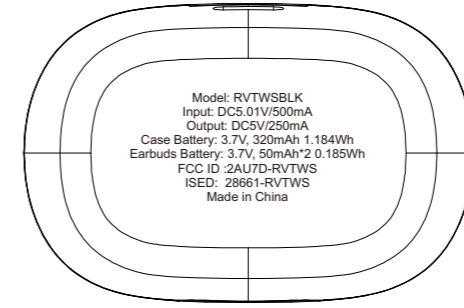 Model: RVTWSBLK
Input: DC5.01V/500mA
Output: DC5V/250mA
Case Battery: 3.7V, 320mAh 1.184Wh
Earbuds Battery: 3.7V, 50mAh*2 0.185Wh
FCC ID :2AU7D-RVTWS
ISED:  28661-RVTWS
Made in China